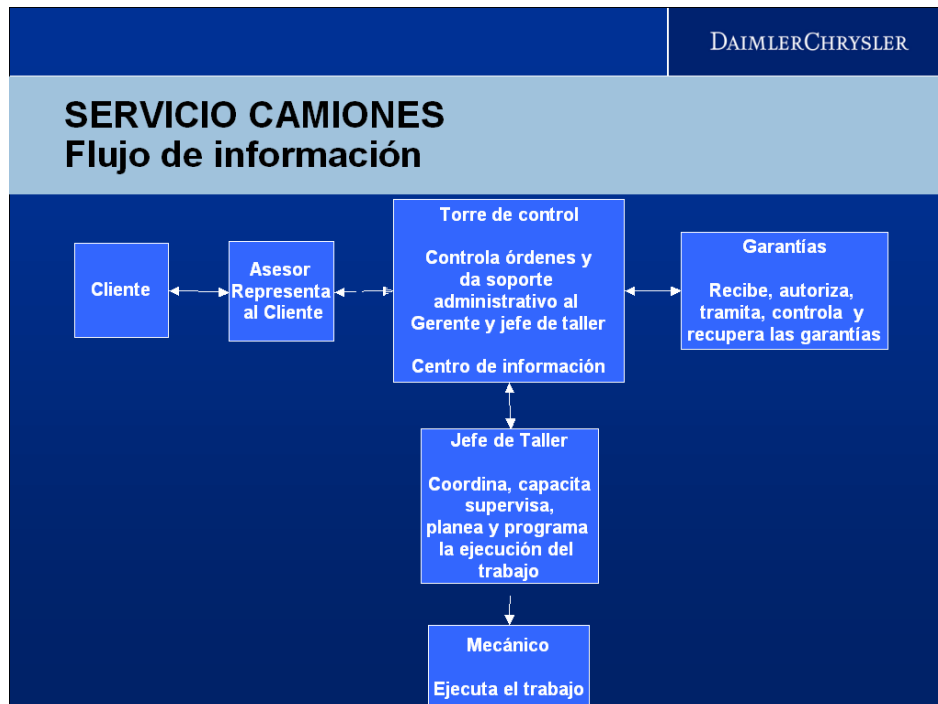 DAIMLERCHRYSLER
SERVICIO CAMIONES
Flujo de información
Cliente
Asesor
Representa
al Cliente
Torre de control
Controla órdenes y
da soporte
administrativo al
Gerente y jefe de taller
Centro de información
Garantías
Recibe, autoriza,
tramita, controla y
recupera las garantías
Jefe de Taller
Coordina, capacita
supervisa,
planea y programa
la ejecución del
trabajo
Mecánico
Ejecuta el trabajo